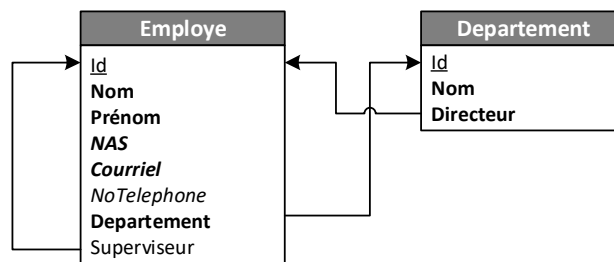 Employe
Id
Nom
Prénom
NAS
Courriel
NoTelephone
Departement
Superviseur
Departement
Id
Nom
Directeur